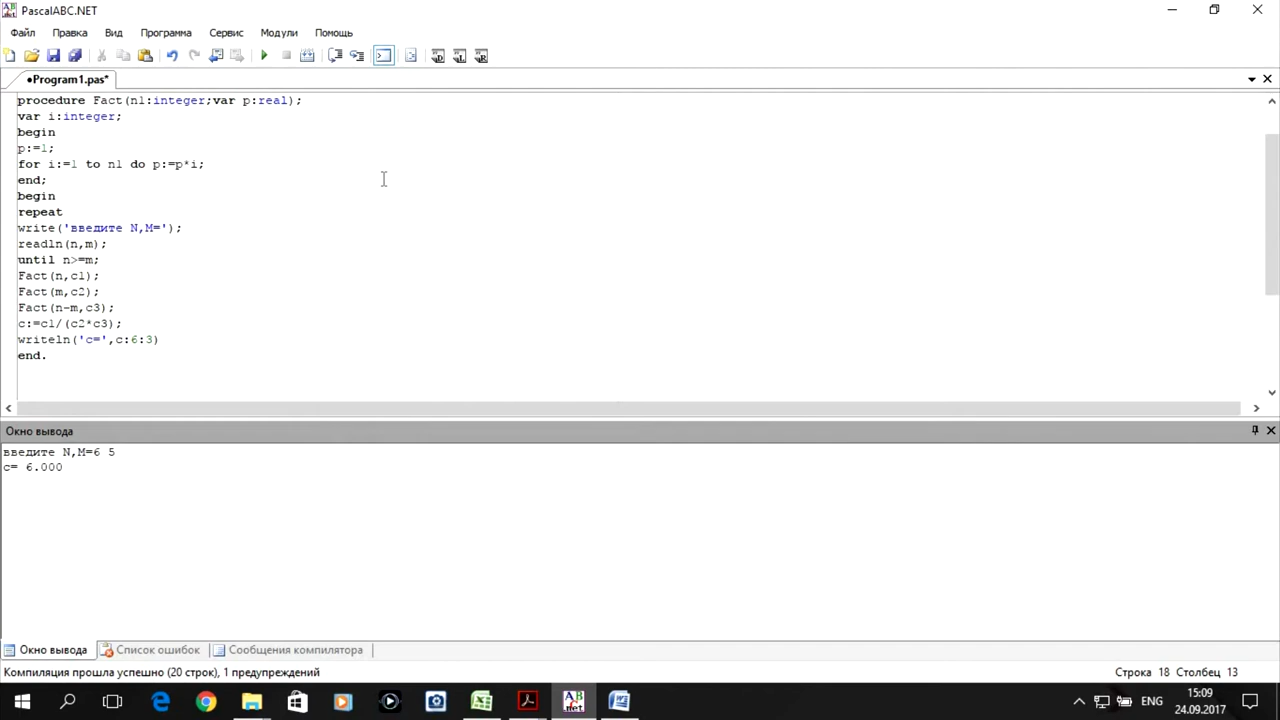 PascalABC.NET
Файл Правка Вид Программа Сервис Модули Помощь
●Program1.pas*
procedure Fact(n1:integer;var p:real);
var i:integer;
begin
p:=1;
for i:=1 to n1 do p:=p*i;
end;
begin
repeat
write('введите N,M=');
readln(n,m);
until n>=m;
Fact(n,c1);
Fact(m,c2);
Fact(n-m,c3);
c:=c1/(c2*c3);
writeln('c=',c:6:3)
end.
Окно вывода
введите N,M=6 5
c= 6.000
Окно вывода Список ошибок Сообщения компилятора
Компиляция прошла успешно (20 строк), 1 предупреждений Строка 18 Столбец 13
ENG 15:09
24.09.2017